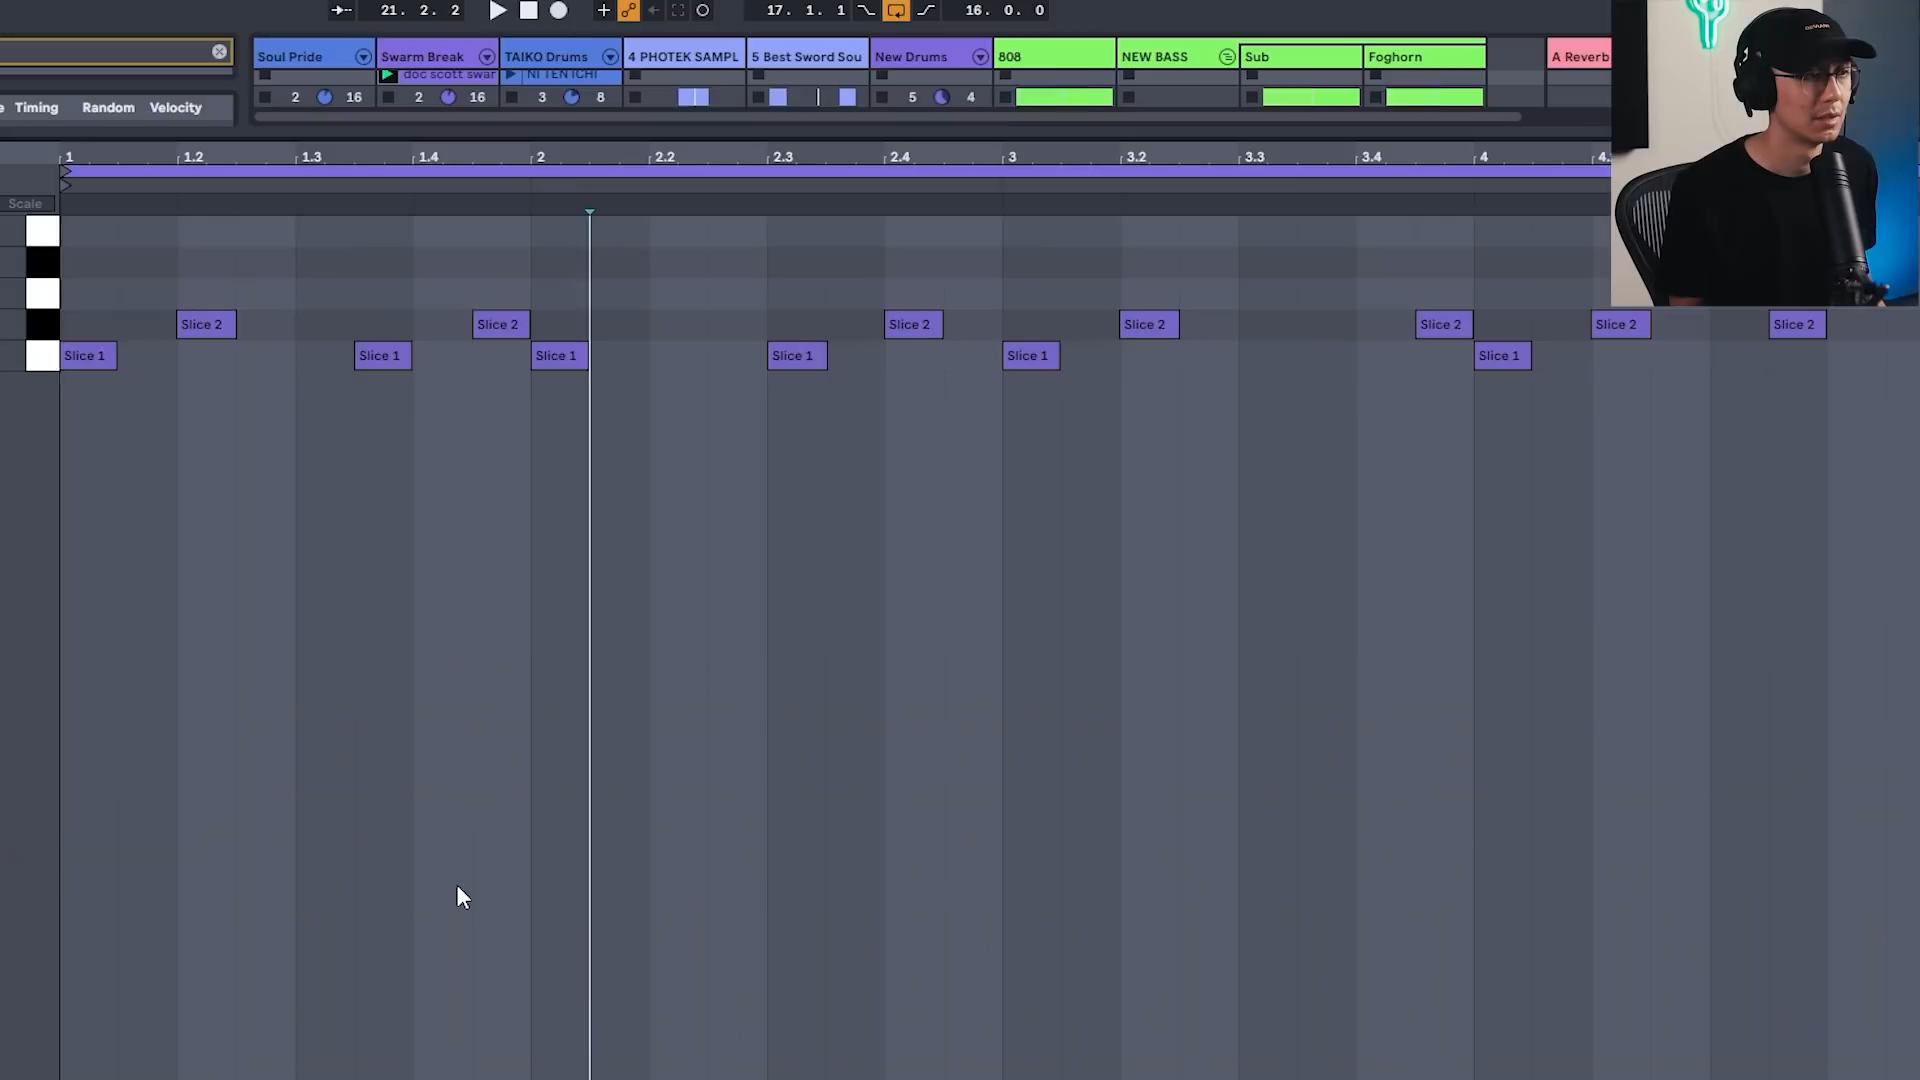 21. 2. 2
17. 1. 1
16. 0. 0
Soul Pride
Swarm Break
TAIKO Drums
4 PHOTEK SAMPL
5 Best Sword Sou
New Drums
808
NEW BASS
Sub
Foghorn
A Reverb
doc scott swar
NI TEN ICHI
2 16
2 16
3 8
5 4
Timing
Random
Velocity
1 1.2 1.3 1.4 2 2.2 2.3 2.4 3 3.2 3.3 3.4 4 4.
Scale
Slice 2 Slice 2 Slice 2 Slice 2 Slice 2 Slice 2 Slice 2
Slice 1 Slice 1 Slice 1 Slice 1 Slice 1 Slice 1